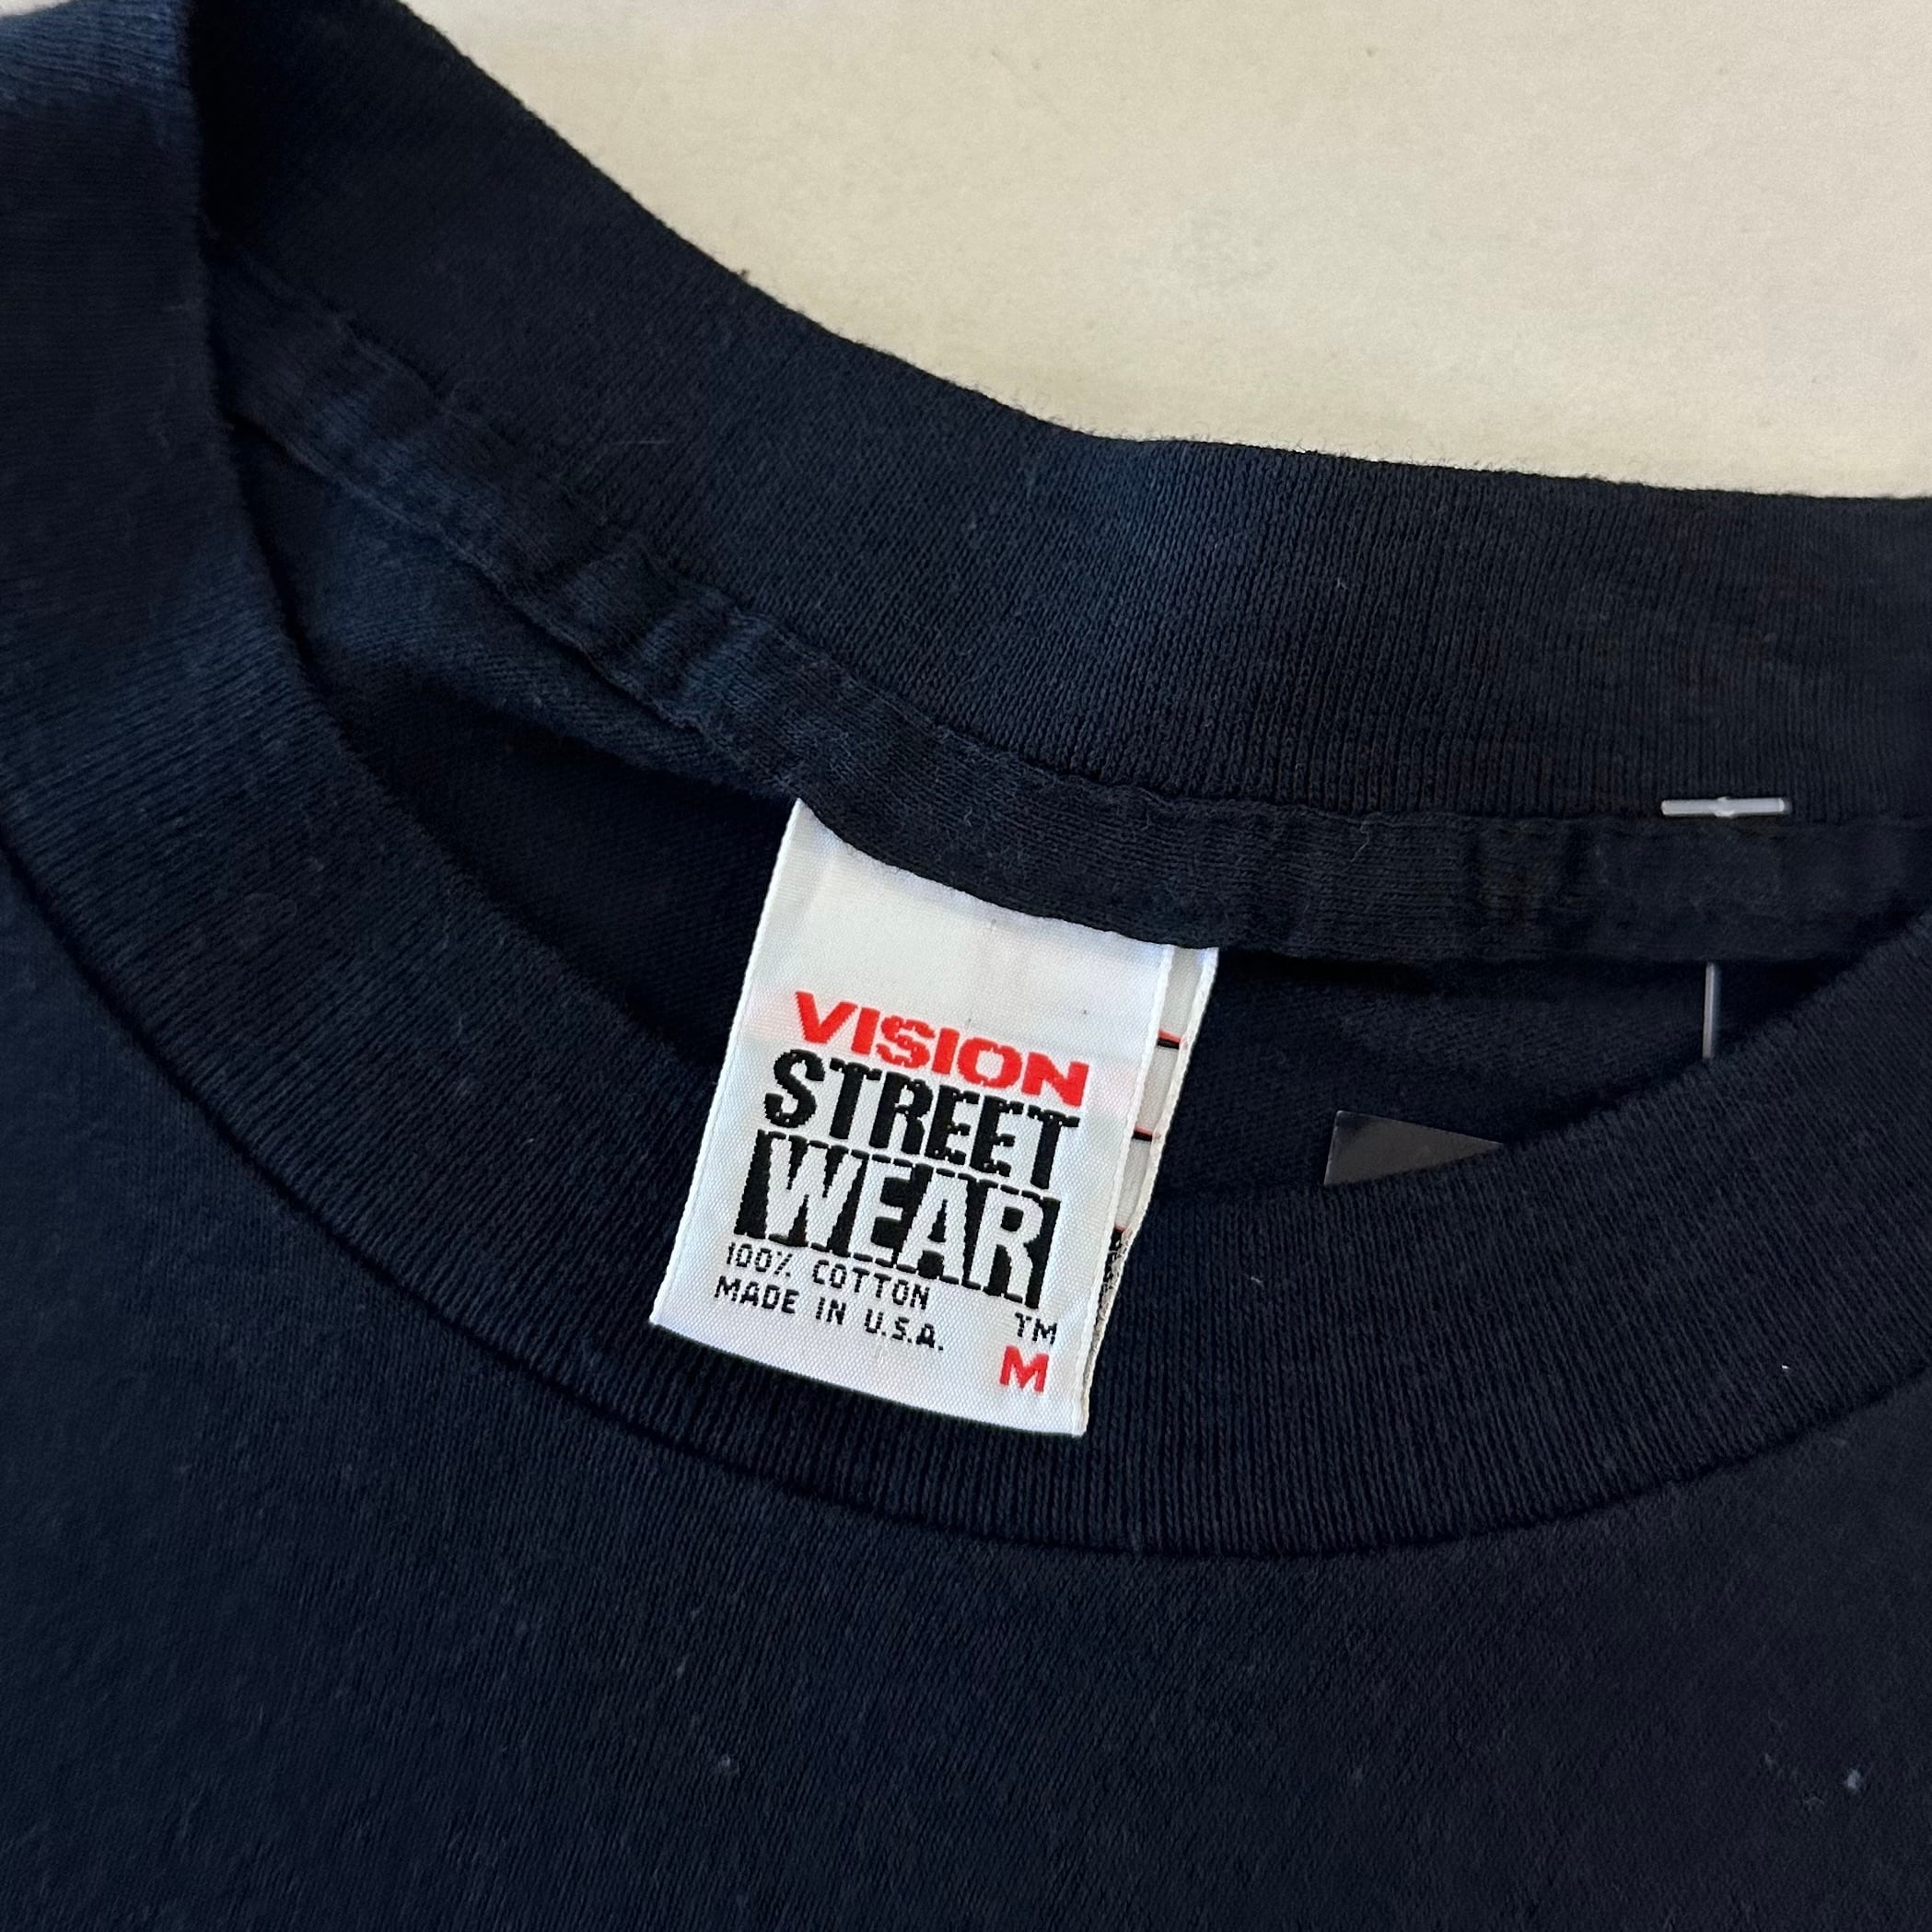 VISION
STREET
WEAR
100% COTTON
MADE IN U.S.A.
TM
M